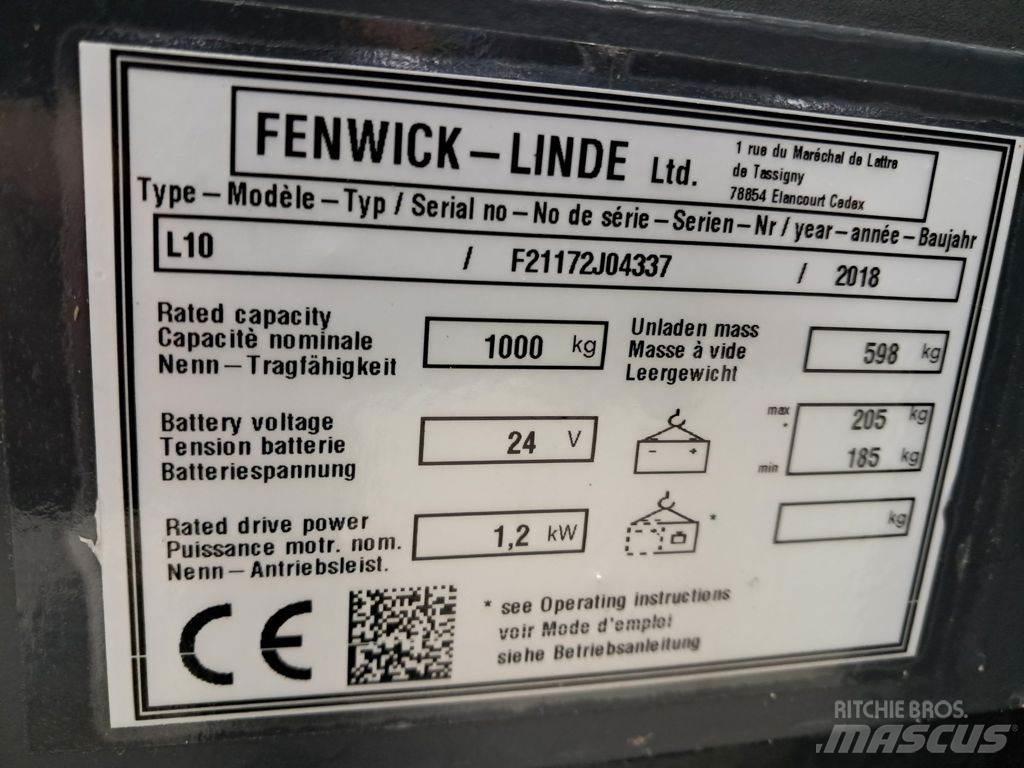 FENWICK – LINDE Ltd.
1 rue du Maréchal de Lattre
de Tassigny
78854 Elancourt Cedex
Type – Modèle – Typ / Serial no – No de série – Serien – Nr / year – année – Baujahr
L10 / F21172J04337 / 2018
Rated capacity
Capacitè nominale
Nenn – Tragfähigkeit
1000 kg
Unladen mass
Masse à vide
Leergewicht
598 kg
Battery voltage
Tension batterie
Batteriespannung
24 V
- +
max 205 kg
*
min 185 kg
Rated drive power
Puissance motr. nom.
Nenn – Antriebsleist.
1,2 kW
*
kg
CE
* see Operating instructions
voir Mode d'emploi
siehe Betriebsanleitung
RITCHIE BROS.
MASCUS